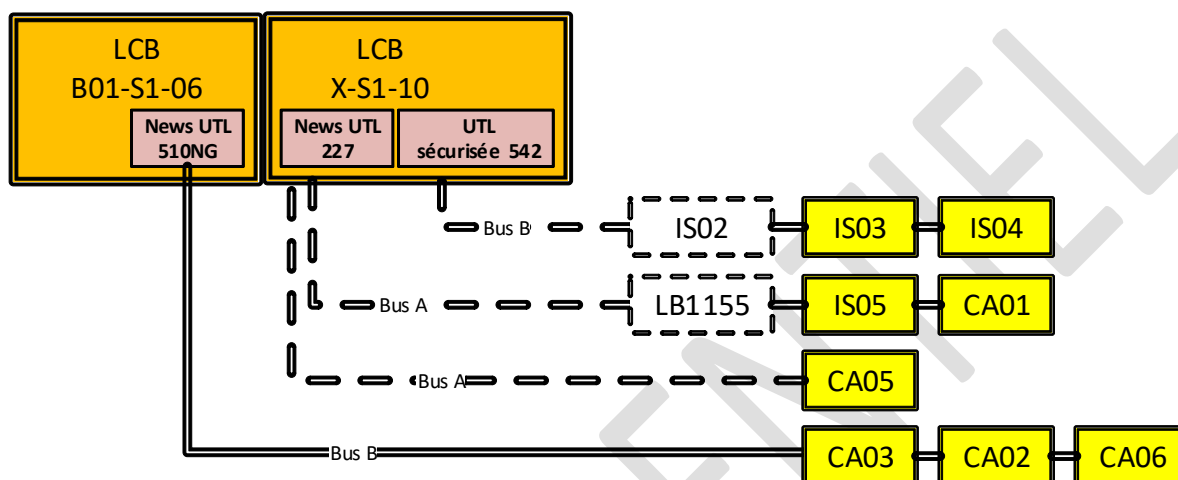 LCB
B01-S1-06
News UTL
510NG
LCB
X-S1-10
News UTL
227
UTL
sécurisée 542
Bus B
IS02
IS03
IS04
Bus A
LB1155
IS05
CA01
Bus A
CA05
Bus B
CA03
CA02
CA06